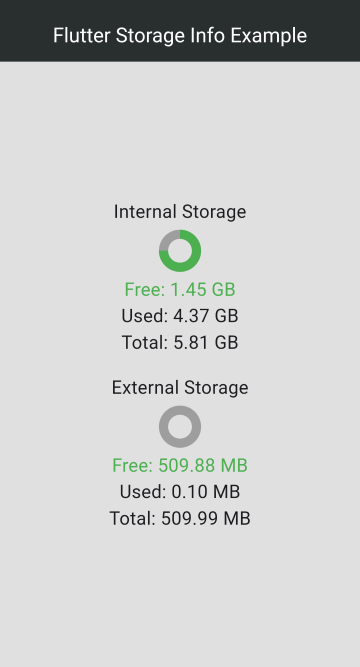 Flutter Storage Info Example
Internal Storage
Free: 1.45 GB
Used: 4.37 GB
Total: 5.81 GB
External Storage
Free: 509.88 MB
Used: 0.10 MB
Total: 509.99 MB